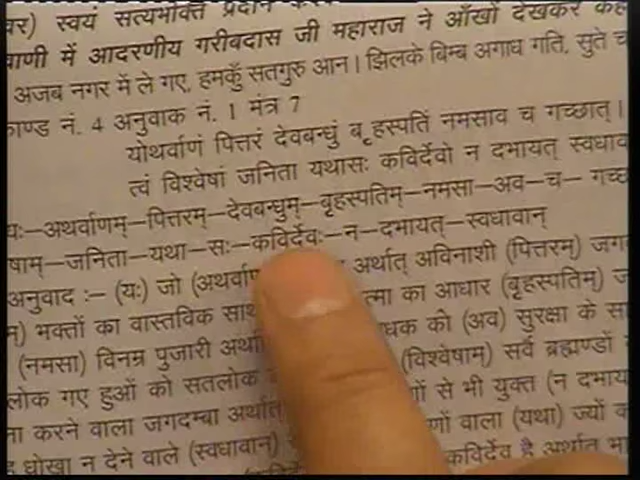 वर) स्वयं सत्यभक्ति प्रदान करके
वाणी में आदरणीय गरीबदास जी महाराज ने आँखों देखकर कहा
अजब नगर में ले गए, हमकुँ सतगुरु आन। झिलके बिम्ब अगाध गति, सुते च
काण्ड नं. 4 अनुवाक नं. 1 मंत्र 7
योथर्वाणं पित्तरं देवबन्धुं बृहस्पतिं नमसाव च गच्छात्।
त्वं विश्वेषां जनिता यथासः कविर्देवो न दभायत् स्वधाव
यः–अथर्वाणम्–पित्तरम्–देवबन्धुम्–बृहस्पतिम्–नमसा–अव–च– गच्छ
षाम्–जनिता–यथा–सः–कविर्देवः–न–दभायत्–स्वधावान्
अनुवाद :– (यः) जो (अथर्वाण अर्थात् अविनाशी (पित्तरम्) जग
म्) भक्तों का वास्तविक साथ त्मा का आधार (बृहस्पतिम्) ज
(नमसा) विनम्र पुजारी अर्था धक को (अव) सुरक्षा के सा
लोक गए हुओं को सतलोक (विश्वेषाम्) सर्व ब्रह्मण्डों
ना करने वाला जगदम्बा अर्थात् णों से भी युक्त (न दभाय
ह धोखा न देने वाले (स्वधावान्) णों वाला (यथा) ज्यों क
कविर्देव है अर्थात् भा